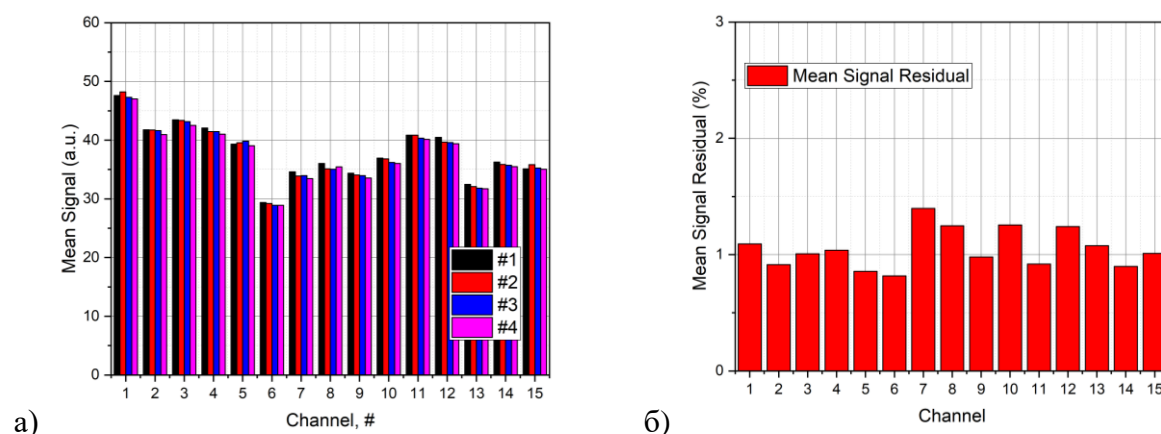 60
50
40
30
20
10
0
Mean Signal (a.u.)
#1
#2
#3
#4
1 2 3 4 5 6 7 8 9 10 11 12 13 14 15
Channel, #
а)
3
2
1
0
Mean Signal Residual (%)
Mean Signal Residual
1 2 3 4 5 6 7 8 9 10 11 12 13 14 15
Channel
б)